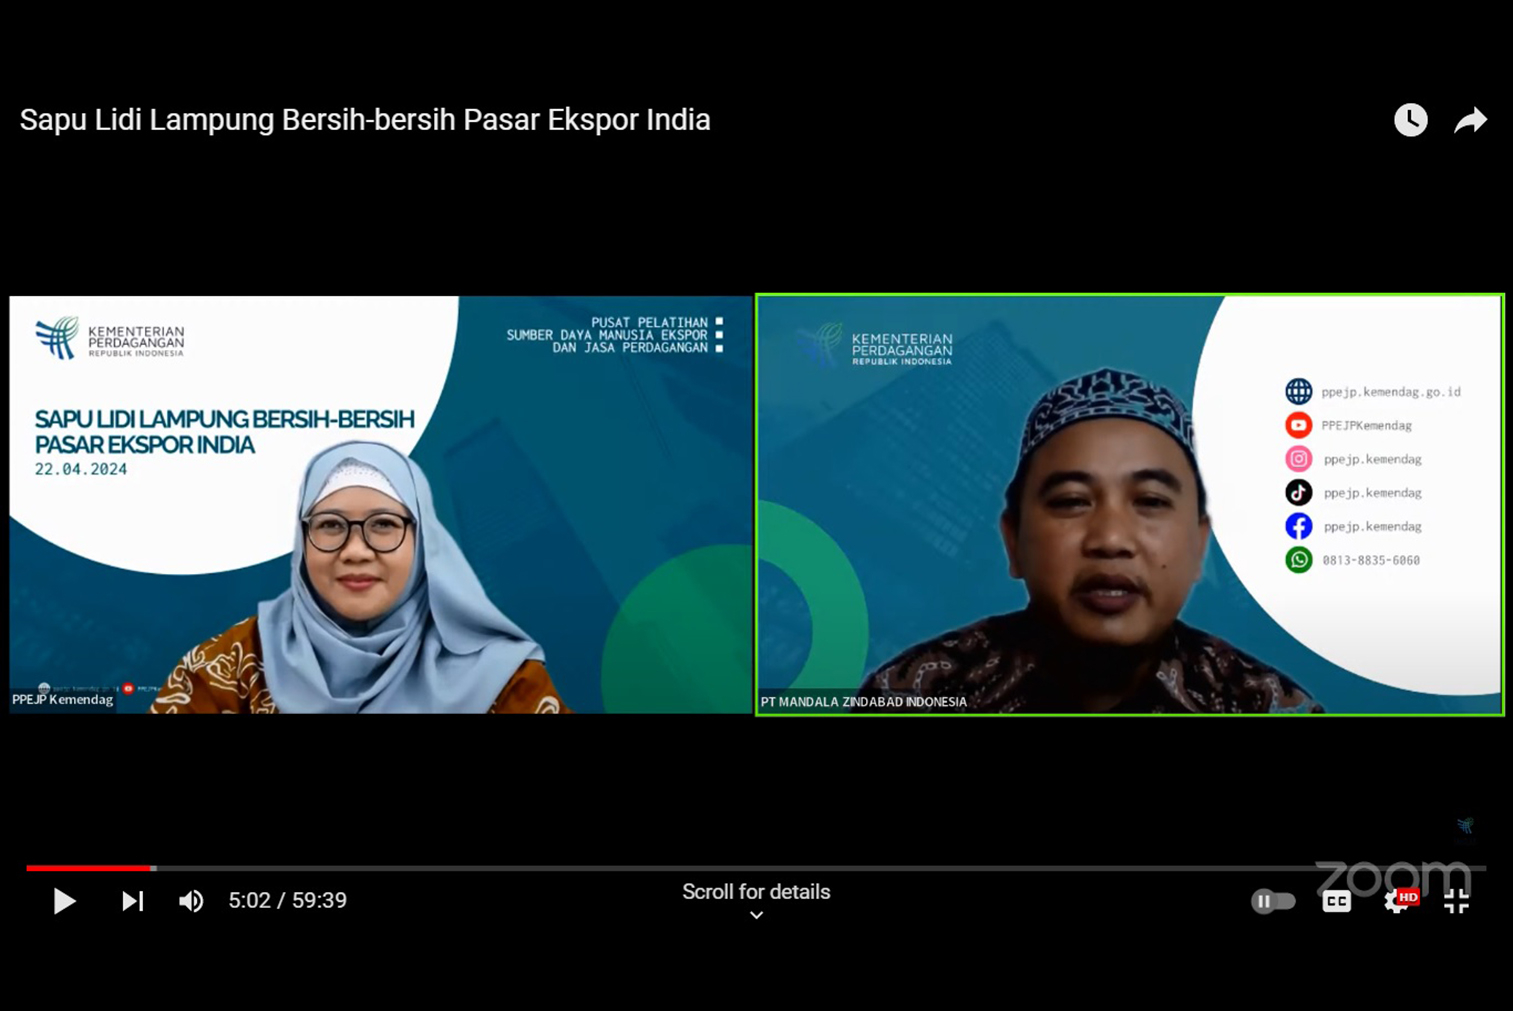 Sapu Lidi Lampung Bersih-bersih Pasar Ekspor India
KEMENTERIAN
PERDAGANGAN
REPUBLIK INDONESIA
PUSAT PELATIHAN
SUMBER DAYA MANUSIA EKSPOR
DAN JASA PERDAGANGAN
SAPU LIDI LAMPUNG BERSIH-BERSIH
PASAR EKSPOR INDIA
22.04.2024
PPEJP Kemendag
KEMENTERIAN
PERDAGANGAN
REPUBLIK INDONESIA
ppejp.kemendag.go.id
PPEJPKemendag
ppejp.kemendag
ppejp.kemendag
ppejp.kemendag
0813-8835-6060
PT MANDALA ZINDABAD INDONESIA
zoom
5:02 / 59:39
Scroll for details
CC
HD